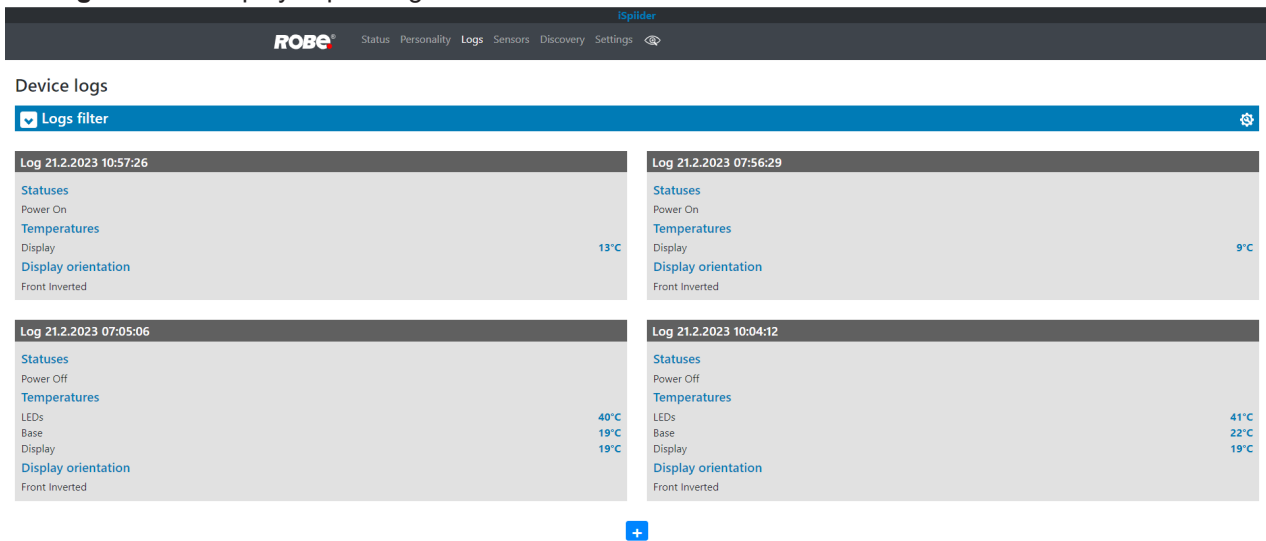 iSpilder
ROBE® Status Personality Logs Sensors Discovery Settings
Device logs
Logs filter
Log 21.2.2023 10:57:26
Statuses
Power On
Temperatures
Display 13°C
Display orientation
Front Inverted
Log 21.2.2023 07:56:29
Statuses
Power On
Temperatures
Display 9°C
Display orientation
Front Inverted
Log 21.2.2023 07:05:06
Statuses
Power Off
Temperatures
LEDs 40°C
Base 19°C
Display 19°C
Display orientation
Front Inverted
Log 21.2.2023 10:04:12
Statuses
Power Off
Temperatures
LEDs 41°C
Base 22°C
Display 19°C
Display orientation
Front Inverted
+